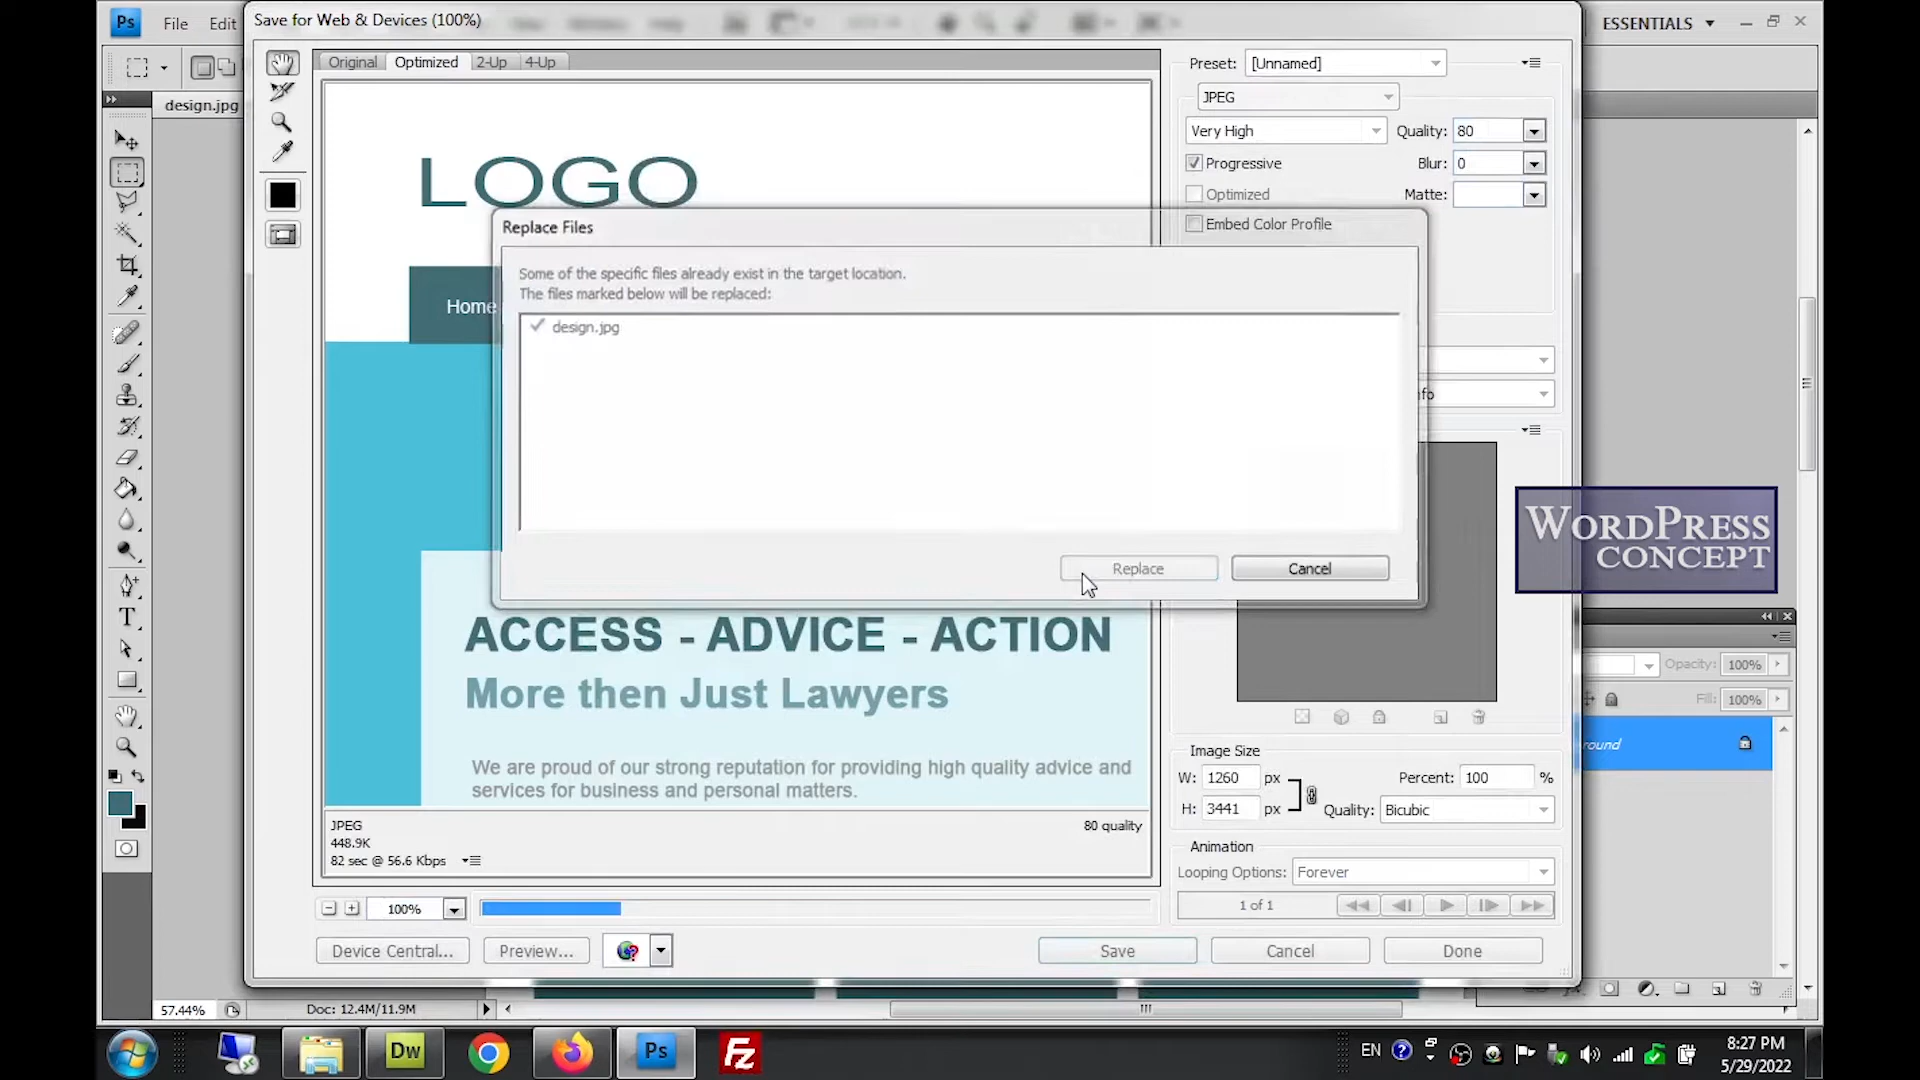 Ps
File
Edit
Save for Web & Devices (100%)
ESSENTIALS
design.jpg
Original
Optimized
2-Up
4-Up
Preset: [Unnamed]
JPEG
Very High
Quality: 80
Progressive
Blur: 0
Optimized
Matte:
Embed Color Profile
LOGO
Home
Replace Files
Some of the specific files already exist in the target location.
The files marked below will be replaced:
design.jpg
Replace
Cancel
WORDPRESS
CONCEPT
ACCESS - ADVICE - ACTION
More then Just Lawyers
We are proud of our strong reputation for providing high quality advice and
services for business and personal matters.
JPEG
80 quality
448.9K
82 sec @ 56.6 Kbps
Opacity: 100%
Fill: 100%
round
Image Size
W: 1260 px
Percent: 100 %
H: 3441 px
Quality: Bicubic
Animation
Looping Options: Forever
1 of 1
100%
Device Central...
Preview...
Save
Cancel
Done
57.44%
Doc: 12.4M/11.9M
Dw
Ps
Fz
EN
8:27 PM
5/29/2022